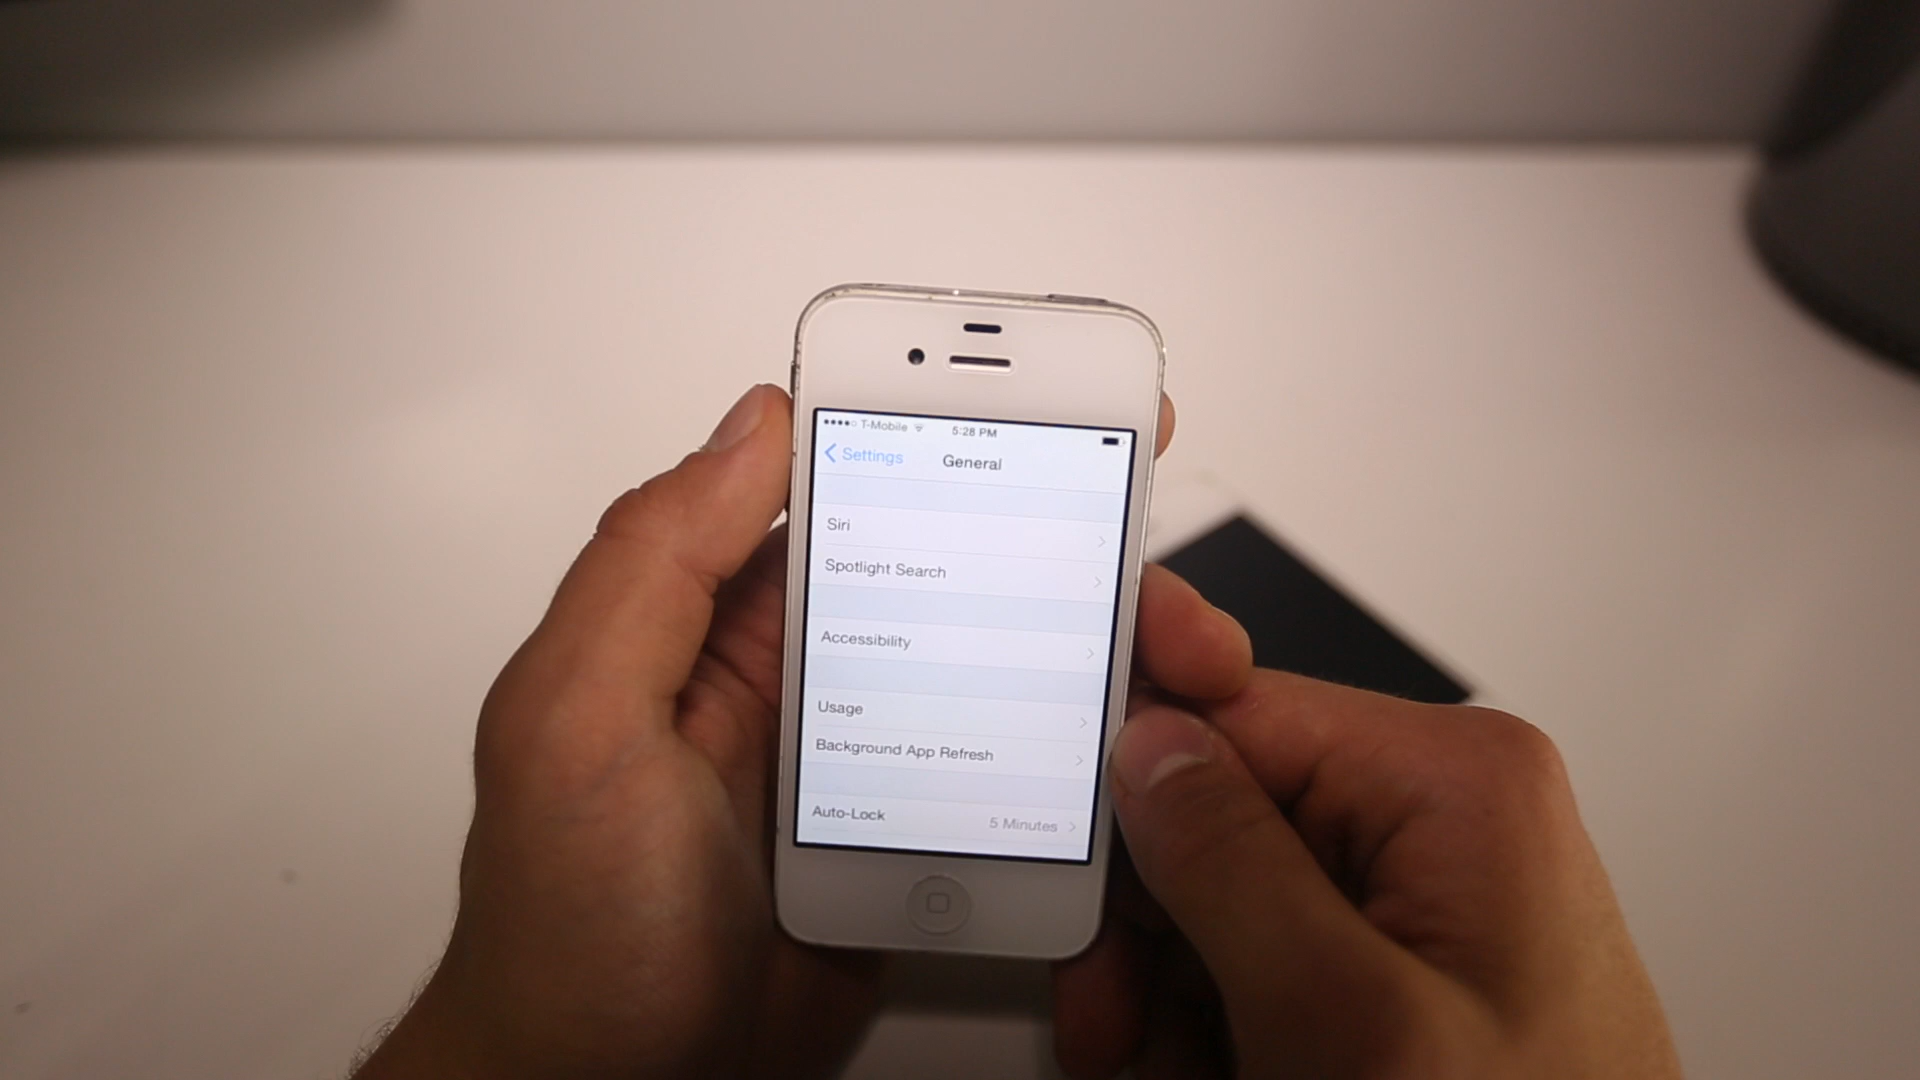 T-Mobile 5:28 PM
Settings General
Siri
Spotlight Search
Accessibility
Usage
Background App Refresh
Auto-Lock 5 Minutes